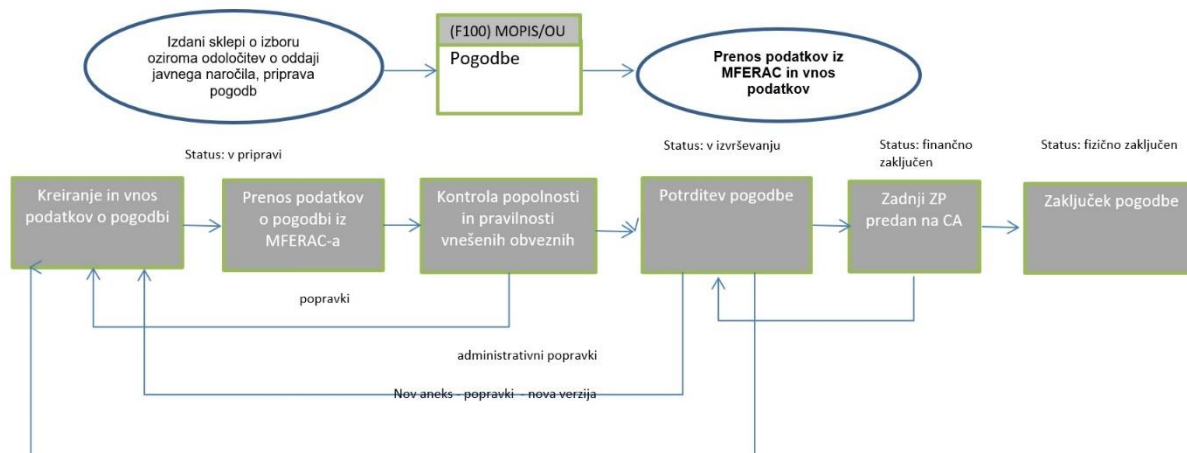 Izdani sklepi o izboru
oziroma odoločitev o oddaji
javnega naročila, priprava
pogodb
(F100) MOPIS/OU
Pogodbe
Prenos podatkov iz
MFERAC in vnos
podatkov
Status: v pripravi
Status: v izvrševanju
Status: finančno
zaključen
Status: fizično zaključen
Kreiranje in vnos
podatkov o pogodbi
Prenos podatkov
o pogodbi iz
MFERAC-a
Kontrola popolnosti
in pravilnosti
vnešenih obveznih
Potrditev pogodbe
Zadnji ZP
predan na CA
Zaključek pogodbe
popravki
administrativni popravki
Nov aneks - popravki - nova verzija